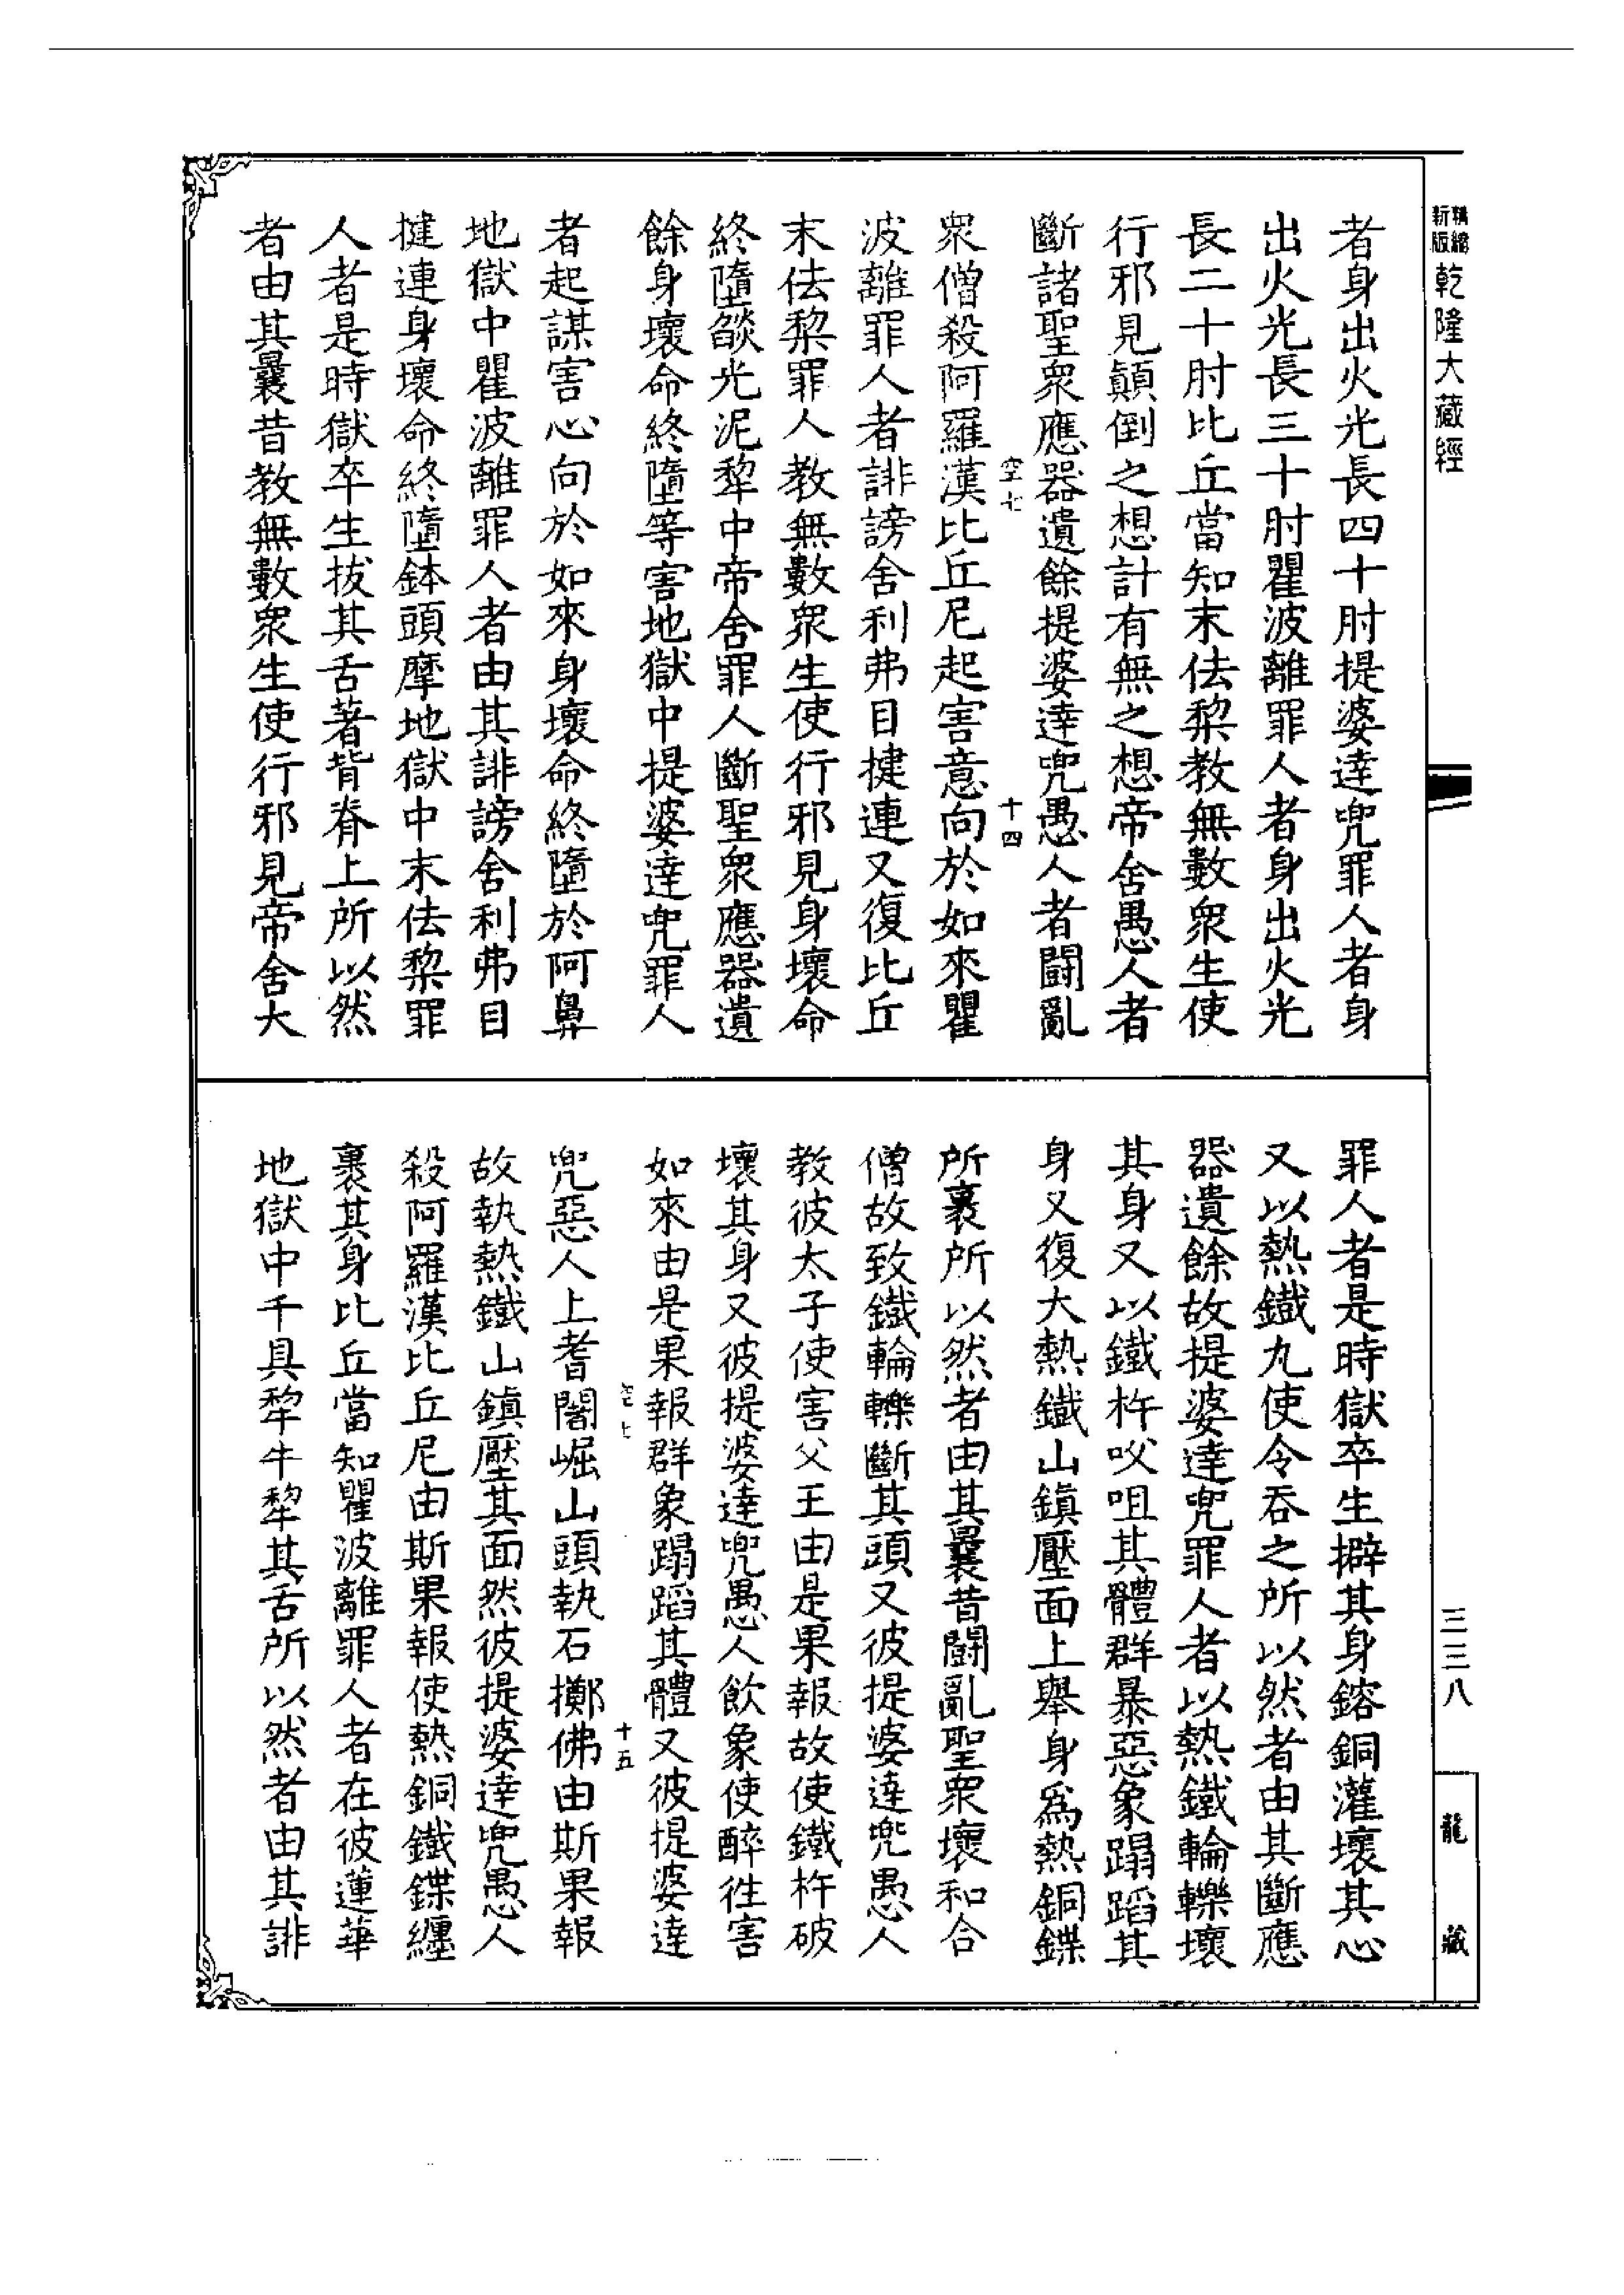 新版精縮
乾隆大藏經
者身出火光長四十肘提婆達兜罪人者身
出火光長三十肘瞿波離罪人者身出火光
長二十肘比丘當知末佉梨教無數眾生使
行邪見顛倒之想計有無之想帝舍愚人者
斷諸聖眾應器遺餘提婆達兜愚人者鬪亂
空七
十四
眾僧殺阿羅漢比丘尼起害意向於如來瞿
波離罪人者誹謗舍利弗目揵連又復比丘
末佉梨罪人教無數眾生使行邪見身壞命
終墮燄光泥犂中帝舍罪人斷聖眾應器遺
餘身壞命終墮等害地獄中提婆達兜罪人
者起謀害心向於如來身壞命終墮於阿鼻
地獄中瞿波離罪人者由其誹謗舍利弗目
揵連身壞命終墮鉢頭摩地獄中末佉梨罪
人者是時獄卒生拔其舌著背脊上所以然
者由其曩昔教無數眾生使行邪見帝舍大
罪人者是時獄卒生擗其身鎔銅灌壞其心
又以熱鐵丸使令吞之所以然者由其斷應
器遺餘故提婆達兜罪人者以熱鐵輪轢壞
其身又以鐵杵㕮咀其體群暴惡象蹋蹈其
身又復大熱鐵山鎮壓面上舉身為熱銅鍱
所裹所以然者由其曩昔鬪亂聖眾壞和合
僧故致鐵輪轢斷其頭又彼提婆達兜愚人
教彼太子使害父王由是果報故使鐵杵破
壞其身又彼提婆達兜愚人飲象使醉徃害
如來由是果報群象蹋蹈其體又彼提婆達
空七
十五
兜惡人上耆闍崛山頭執石擲佛由斯果報
故執熱鐵山鎮壓其面然彼提婆達兜愚人
殺阿羅漢比丘尼由斯果報使熱銅鐵鍱纏
裹其身比丘當知瞿波離罪人者在彼蓮華
地獄中千具犂牛犂其舌所以然者由其誹
三三八
龍藏